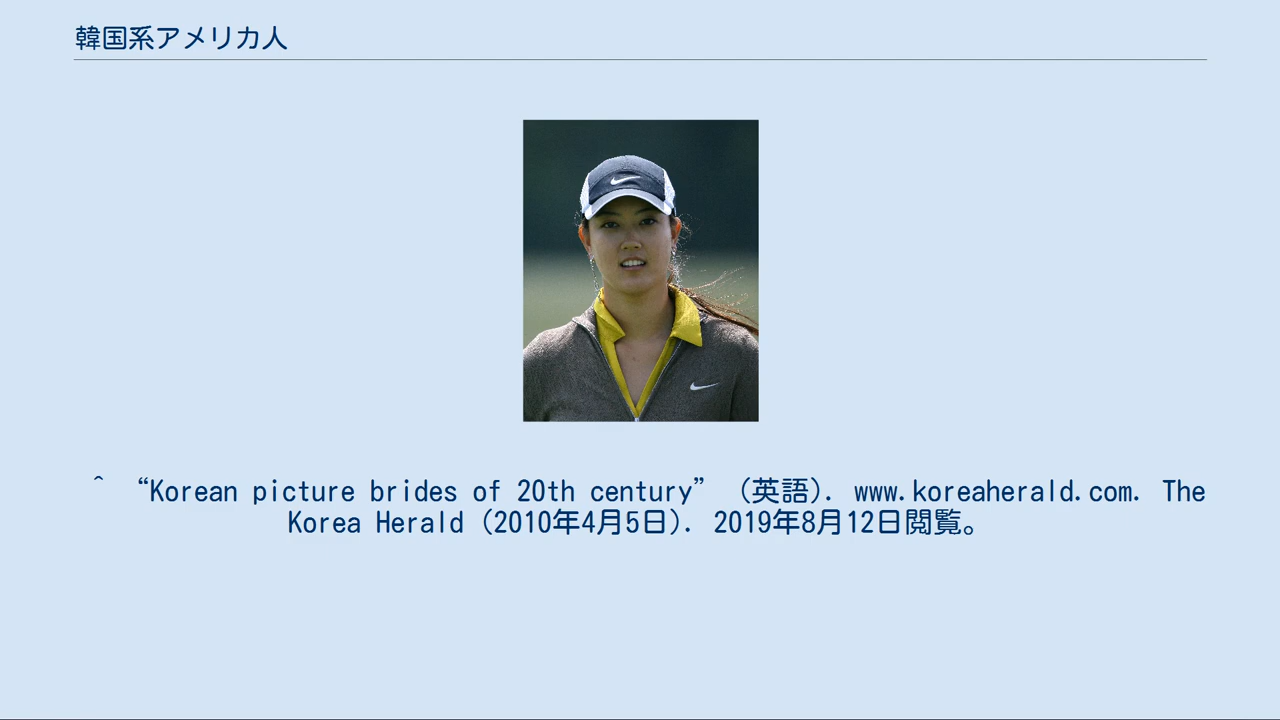 韓国系アメリカ人
^ “Korean picture brides of 20th century” (英語). www.koreaherald.com. The
Korea Herald (2010年4月5日). 2019年8月12日閲覧。